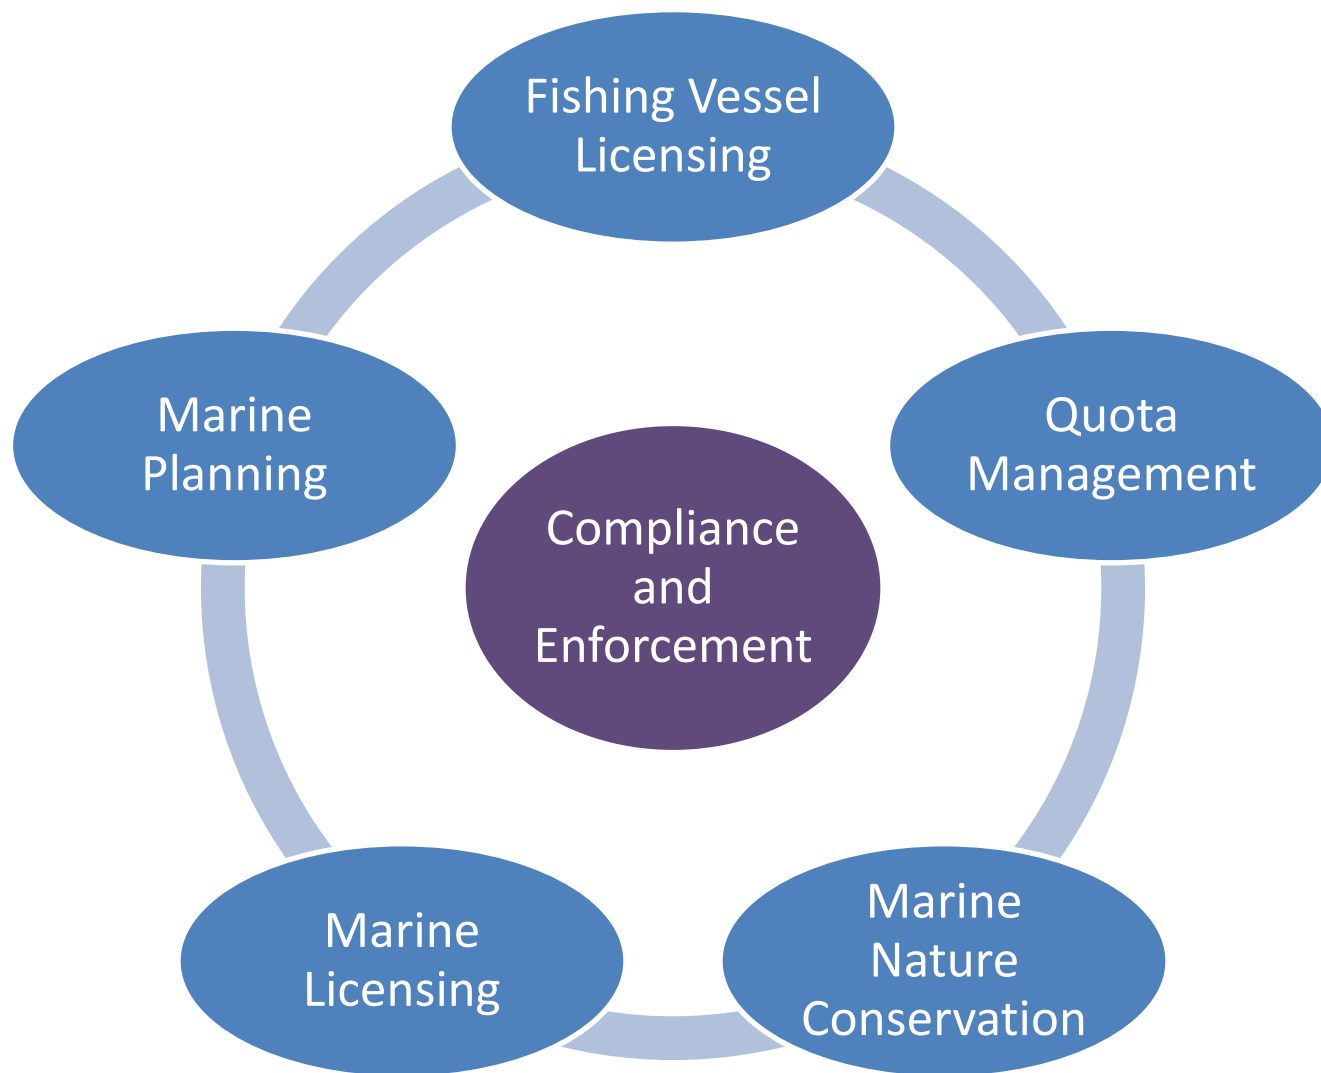 Fishing Vessel
Licensing
Marine
Planning
Quota
Management
Compliance
and
Enforcement
Marine
Licensing
Marine
Nature
Conservation